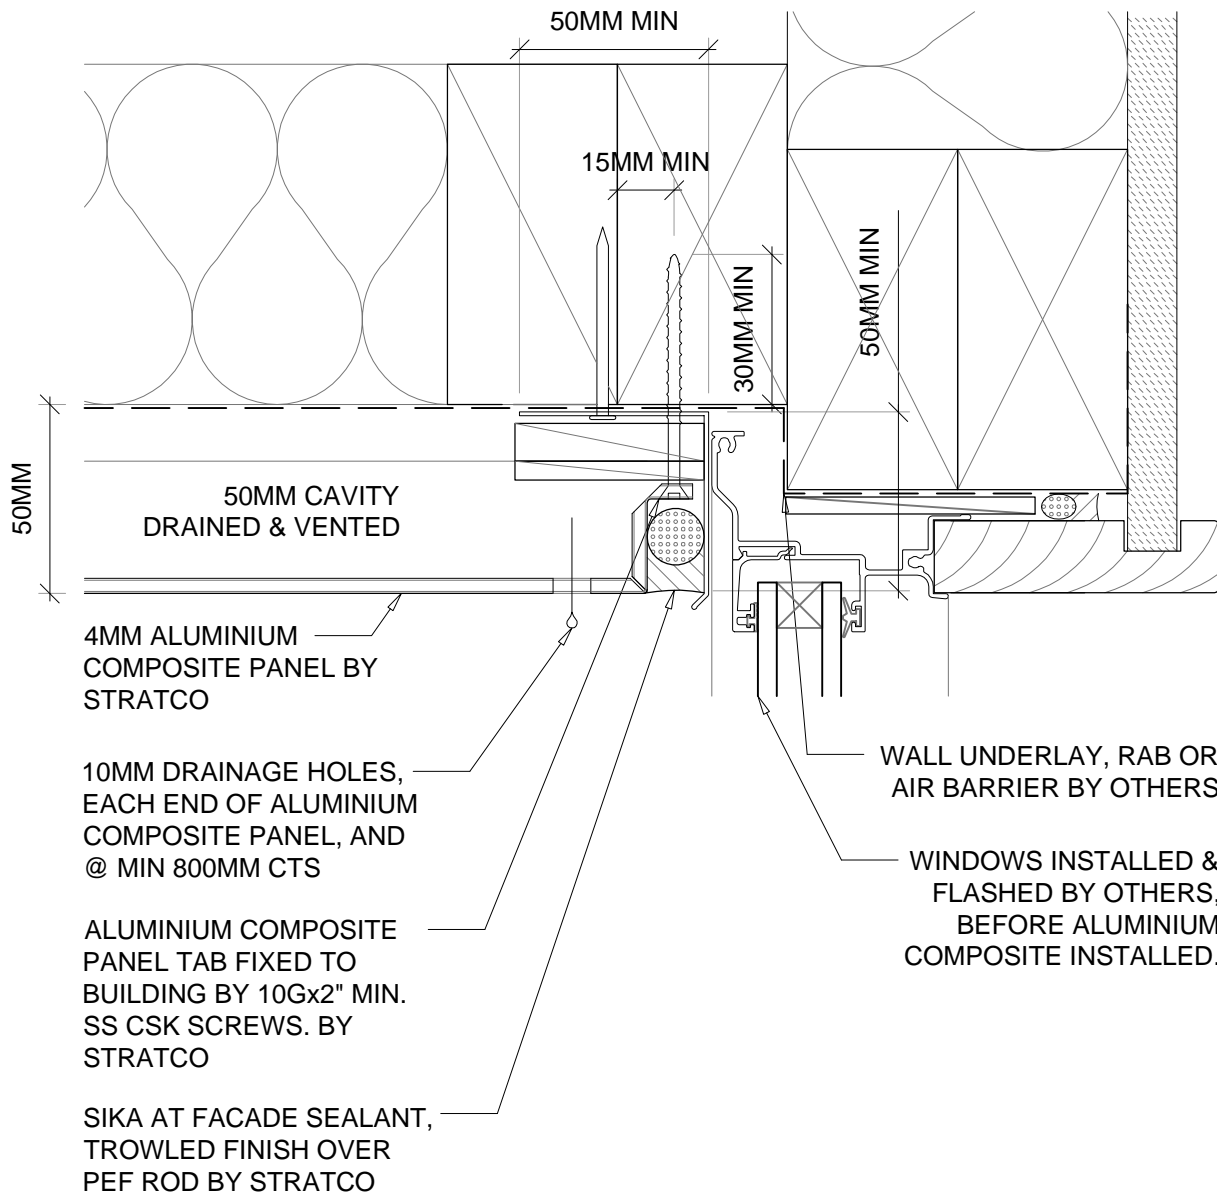 50MM MIN
15MM MIN
30MM MIN
50MM MIN
50MM
50MM CAVITY
DRAINED & VENTED
4MM ALUMINIUM
COMPOSITE PANEL BY
STRATCO
10MM DRAINAGE HOLES,
EACH END OF ALUMINIUM
COMPOSITE PANEL, AND
@ MIN 800MM CTS
ALUMINIUM COMPOSITE
PANEL TAB FIXED TO
BUILDING BY 10Gx2" MIN.
SS CSK SCREWS. BY
STRATCO
SIKA AT FACADE SEALANT,
TROWLED FINISH OVER
PEF ROD BY STRATCO
WALL UNDERLAY, RAB OR
AIR BARRIER BY OTHERS
WINDOWS INSTALLED &
FLASHED BY OTHERS,
BEFORE ALUMINIUM
COMPOSITE INSTALLED.